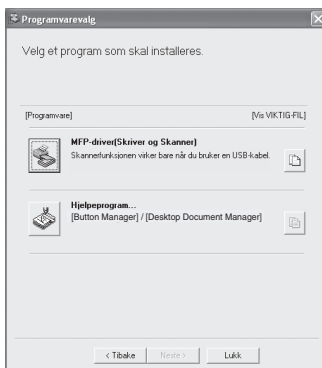 Programvarevalg
Velg et program som skal installeres.
[Programvare] [Vis VIKTIG-FIL]
MFP-driver(Skriver og Skanner)
Skannerfunksjonen virker bare når du bruker en USB-kabel.
Hjelpeprogram...
[Button Manager] / [Desktop Document Manager]
< Tibake Neste > Lukk